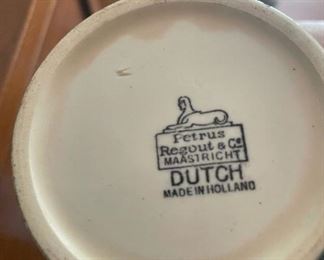 Petrus
Regout & Co
MAASTRICHT
DUTCH
MADE IN HOLLAND